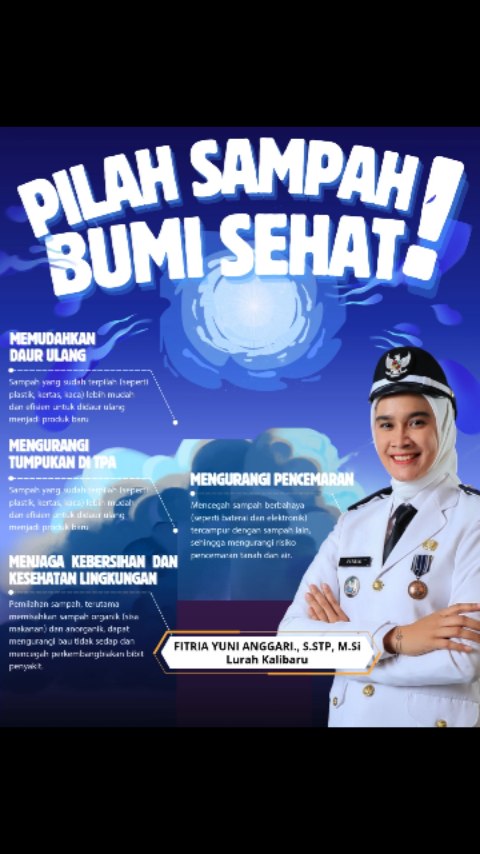 PILAH SAMPAH
BUMI SEHAT!
MEMUDAHKAN
DAUR ULANG
Sampah yang sudah terpilah (seperti
plastik, kertas, kaca) lebih mudah
dan efisien untuk didaur ulang
menjadi produk baru
MENGURANGI
TUMPUKAN DI TPA
Sampah yang sudah terpilah (seperti
plastik, kertas, kaca) lebih mudah
dan efisien untuk didaur ulang
menjadi produk baru
MENGURANGI PENCEMARAN
Mencegah sampah berbahaya
(seperti baterai dan elektronik)
tercampur dengan sampah lain,
sehingga mengurangi risiko
pencemaran tanah dan air.
MENJAGA KEBERSIHAN DAN
KESEHATAN LINGKUNGAN
Pemilahan sampah, terutama
memisahkan sampah organik (sisa
makanan) dan anorganik, dapat
mengurangi bau tidak sedap dan
mencegah perkembangbiakan bibit
penyakit.
FITRIA YUNI ANGGARI., S.STP, M.Si
Lurah Kalibaru